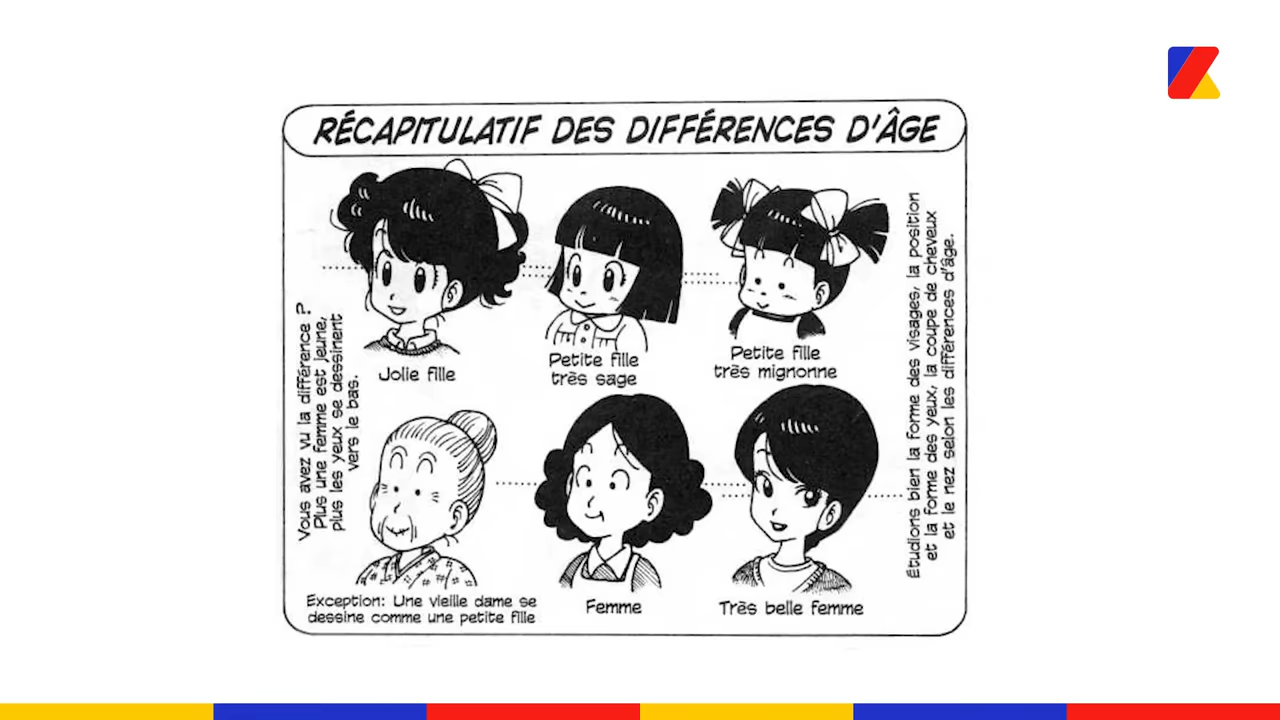 RÉCAPITULATIF DES DIFFÉRENCES D'ÂGE
Vous avez vu la différence ?
Plus une femme est jeune,
plus les yeux se dessinent
vers le bas.
Jolie fille
Petite fille
très sage
Petite fille
très mignonne
Exception: Une vieille dame se
dessine comme une petite fille
Femme
Très belle femme
Étudions bien la forme des visages, la position
et la forme des yeux, la coupe de cheveux
et le nez selon les différences d'âge.